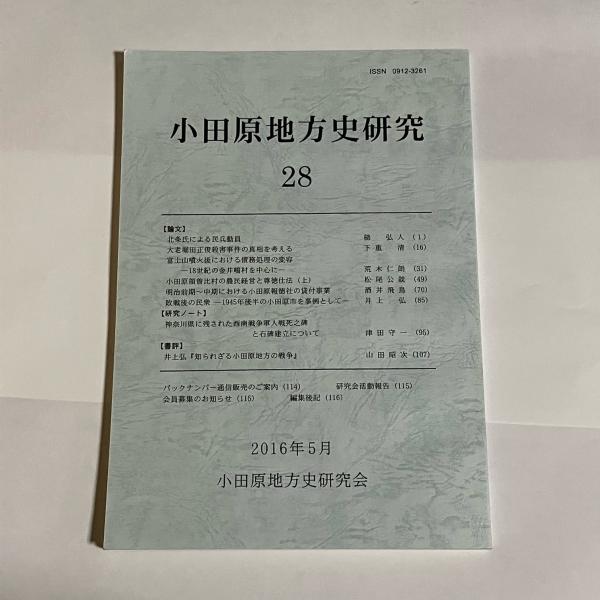 ISSN 0912-3261
小田原地方史研究
28
【論文】
北条氏による民兵動員 弘人 (1)
大老堀田正俊殺害事件の真相を考える 下重 清 (16)
富士山噴火後における債務処理の変容
―18世紀の金井嶋村を中心に― 荒木仁朗 (31)
小田原領曽比村の農民経営と尊徳仕法(上) 松尾公就 (49)
明治前期~中期における小田原報徳社の貸付事業 酒井飛鳥 (70)
敗戦後の民衆 ―1945年後半の小田原市を事例として― 井上 弘 (85)
【研究ノート】
神奈川県に残された西南戦争軍人戦死之碑
と石碑建立について 津田守一 (95)
【書評】
井上弘『知られざる小田原地方の戦争』 山田昭次 (107)
バックナンバー通信販売のご案内 (114) 研究会活動報告 (115)
会員募集のお知らせ (115) 編集後記 (116)
2016年5月
小田原地方史研究会